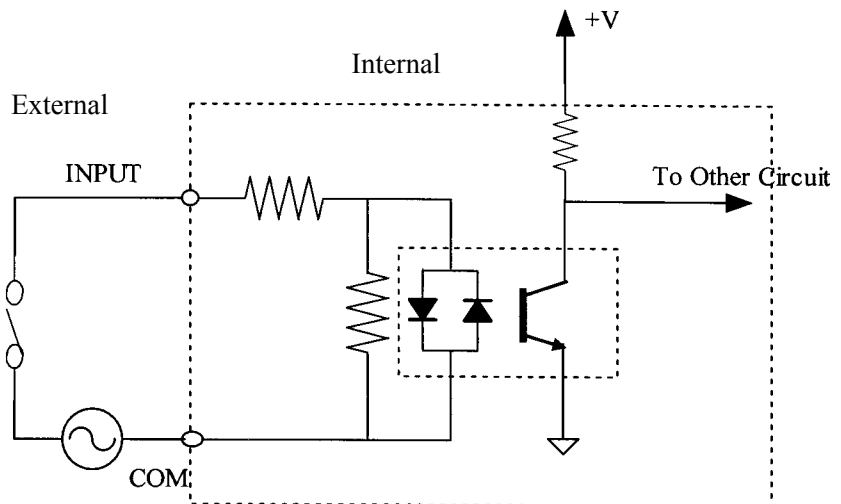 +V
Internal
External
INPUT
To Other Circuit
COM